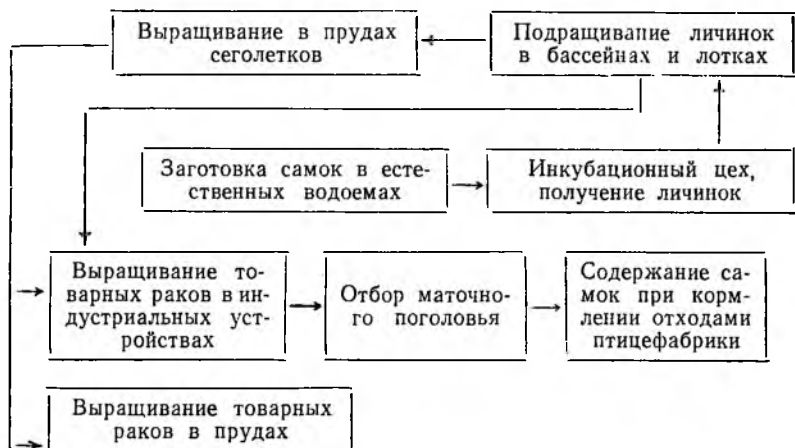 Выращивание в прудах
сеголетков
Подращивание личинок
в бассейнах и лотках
Заготовка самок в есте-
ственных водоемах
Инкубационный цех,
получение личинок
Выращивание то-
варных раков в ин-
дустриальных уст-
ройствах
Отбор маточно-
го поголовья
Содержание са-
мок при корм-
лении отходами
птицефабрики
Выращивание товарных
раков в прудах